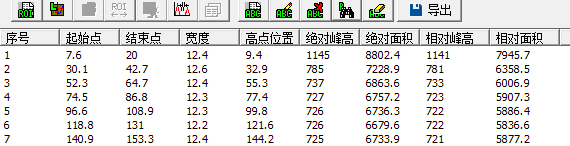 ROI ROI ABC ABC ABC 导出
序号 起始点 结束点 宽度 高点位置 绝对峰高 绝对面积 相对峰高 相对面积
1 7.6 20 12.4 9.4 1145 8802.4 1141 7945.7
2 30.1 42.7 12.6 32.9 785 7228.9 781 6358.5
3 52.3 64.7 12.4 55.3 737 6863.6 733 6006.9
4 74.5 86.8 12.3 77.4 727 6757.2 723 5907.3
5 96.6 108.9 12.3 99.8 726 6736.3 722 5886.4
6 118.8 131 12.2 121.6 726 6679.6 722 5836.6
7 140.9 153.3 12.4 144.2 725 6733.9 721 5877.2